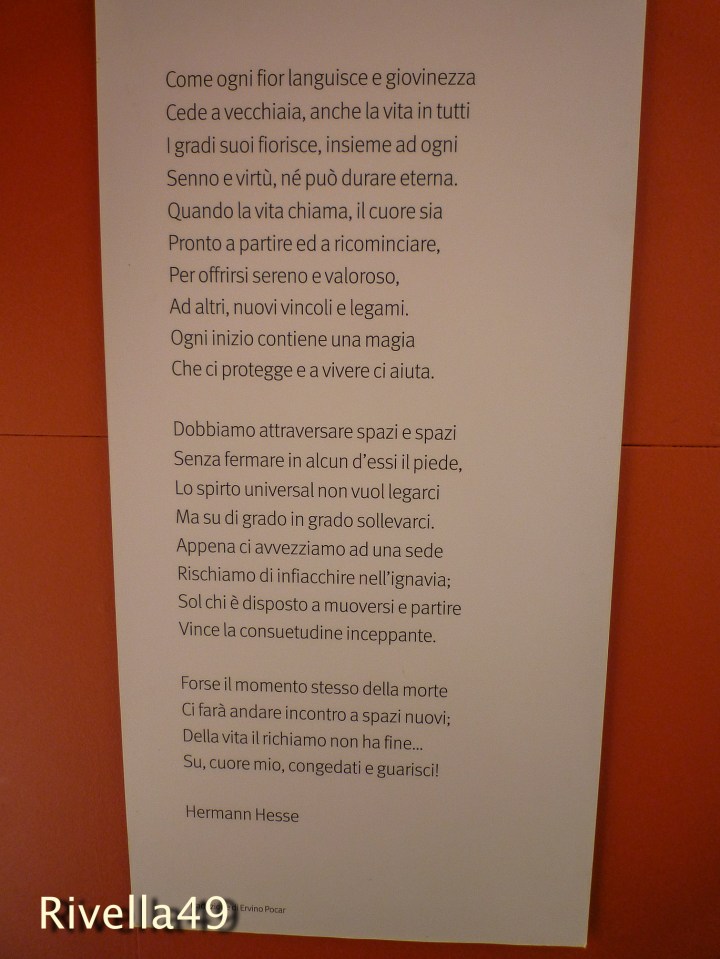 Come ogni fior languisce e giovinezza
Cede a vecchiaia, anche la vita in tutti
I gradi suoi fiorisce, insieme ad ogni
Senno e virtù, né può durare eterna.
Quando la vita chiama, il cuore sia
Pronto a partire ed a ricominciare,
Per offrirsi sereno e valoroso,
Ad altri, nuovi vincoli e legami.
Ogni inizio contiene una magia
Che ci protegge e a vivere ci aiuta.
Dobbiamo attraversare spazi e spazi
Senza fermare in alcun d'essi il piede,
Lo spirto universal non vuol legarci
Ma su di grado in grado sollevarci.
Appena ci avvezziamo ad una sede
Rischiamo di infiacchire nell'ignavia;
Sol chi è disposto a muoversi e partire
Vince la consuetudine inceppante.
Forse il momento stesso della morte
Ci farà andare incontro a spazi nuovi;
Della vita il richiamo non ha fine...
Su, cuore mio, congedati e guarisci!
Hermann Hesse
Ervino Pocar
Rivella49